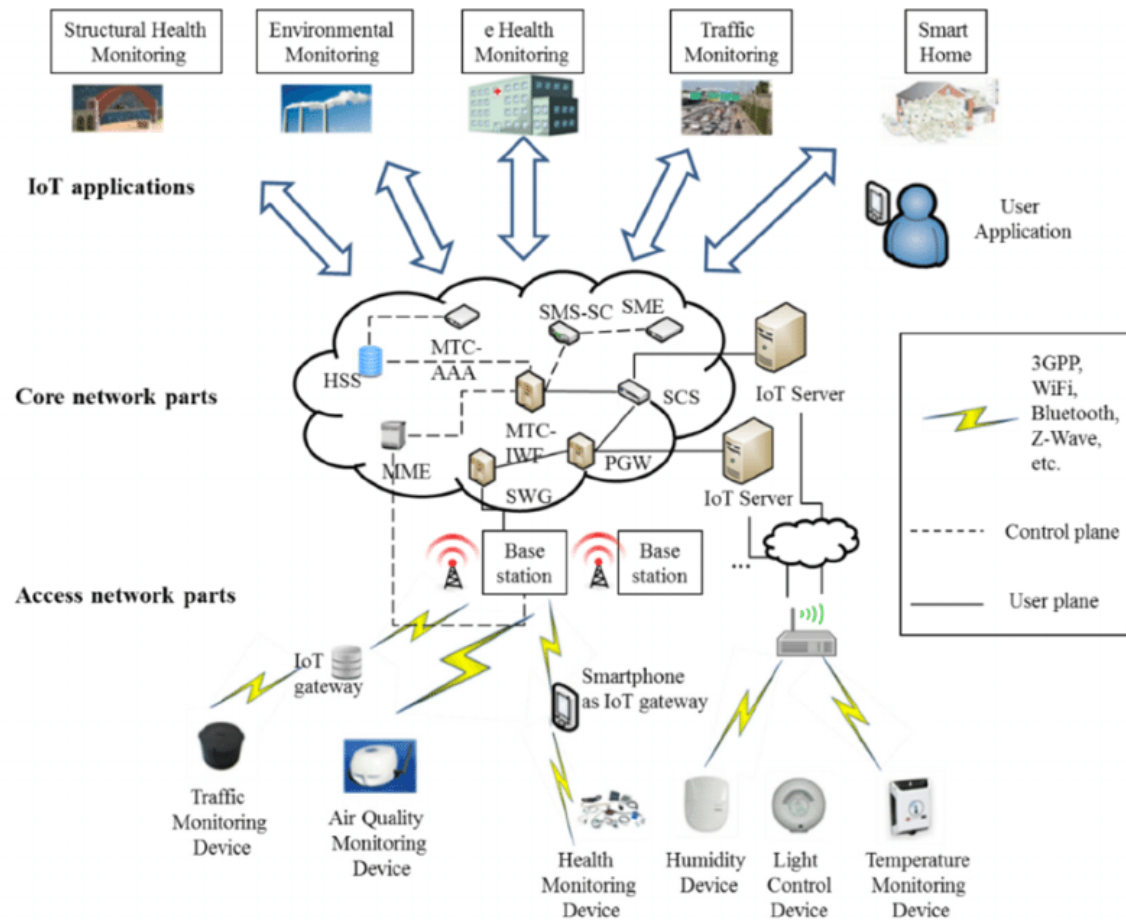 Structural Health
Monitoring
Environmental
Monitoring
e Health
Monitoring
Traffic
Monitoring
Smart
Home
IoT applications
User
Application
SMS-SC
SME
MTC-
AAA
HSS
Core network parts
SCS
IoT Server
MTC-
IWF
MME
PGW
SWG
IoT Server
3GPP,
WiFi,
Bluetooth,
Z-Wave,
etc.
Control plane
User plane
Base
station
Base
station
...
Access network parts
IoT
gateway
Smartphone
as IoT gateway
Traffic
Monitoring
Device
Air Quality
Monitoring
Device
Health
Monitoring
Device
Humidity
Device
Light
Control
Device
Temperature
Monitoring
Device